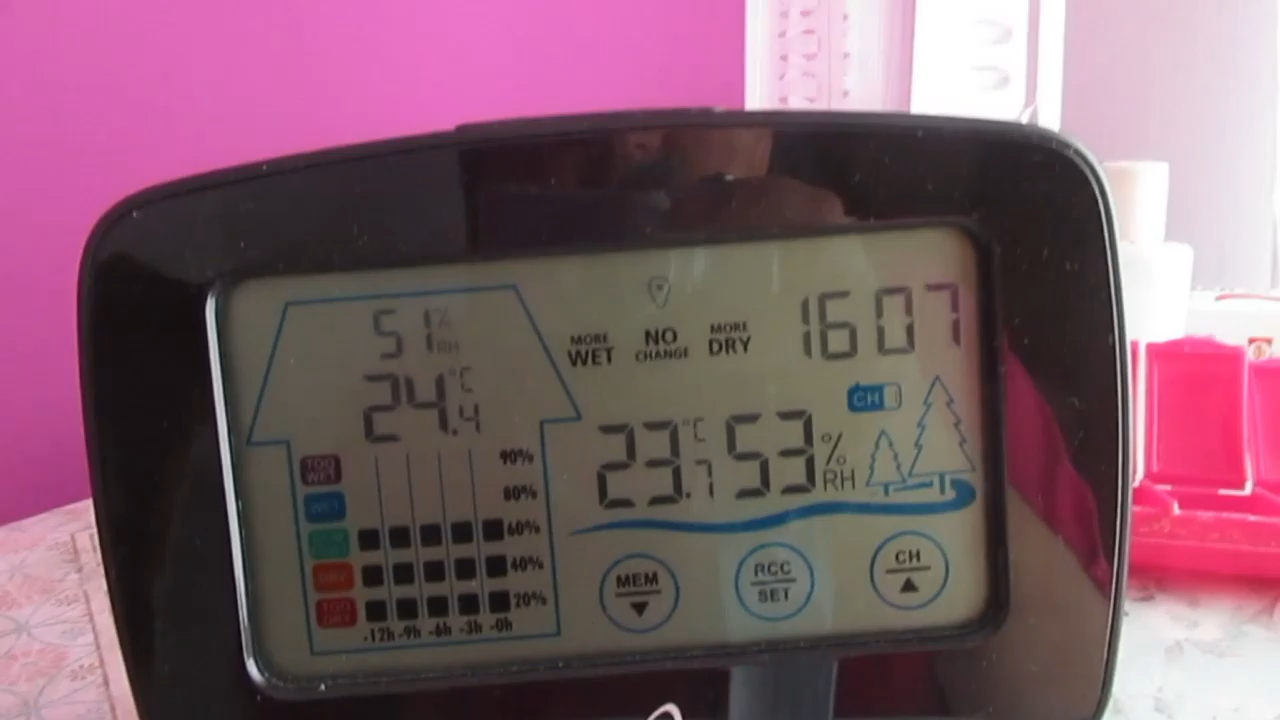 51% RH
24.4 °C
MORE WET
NO CHANGE
MORE DRY
1607
CH
23.7 °C
53% RH
TOO WET
WET
DRY
TOO DRY
90%
80%
60%
40%
20%
-12h -9h -6h -3h -0h
MEM
RCC
SET
CH